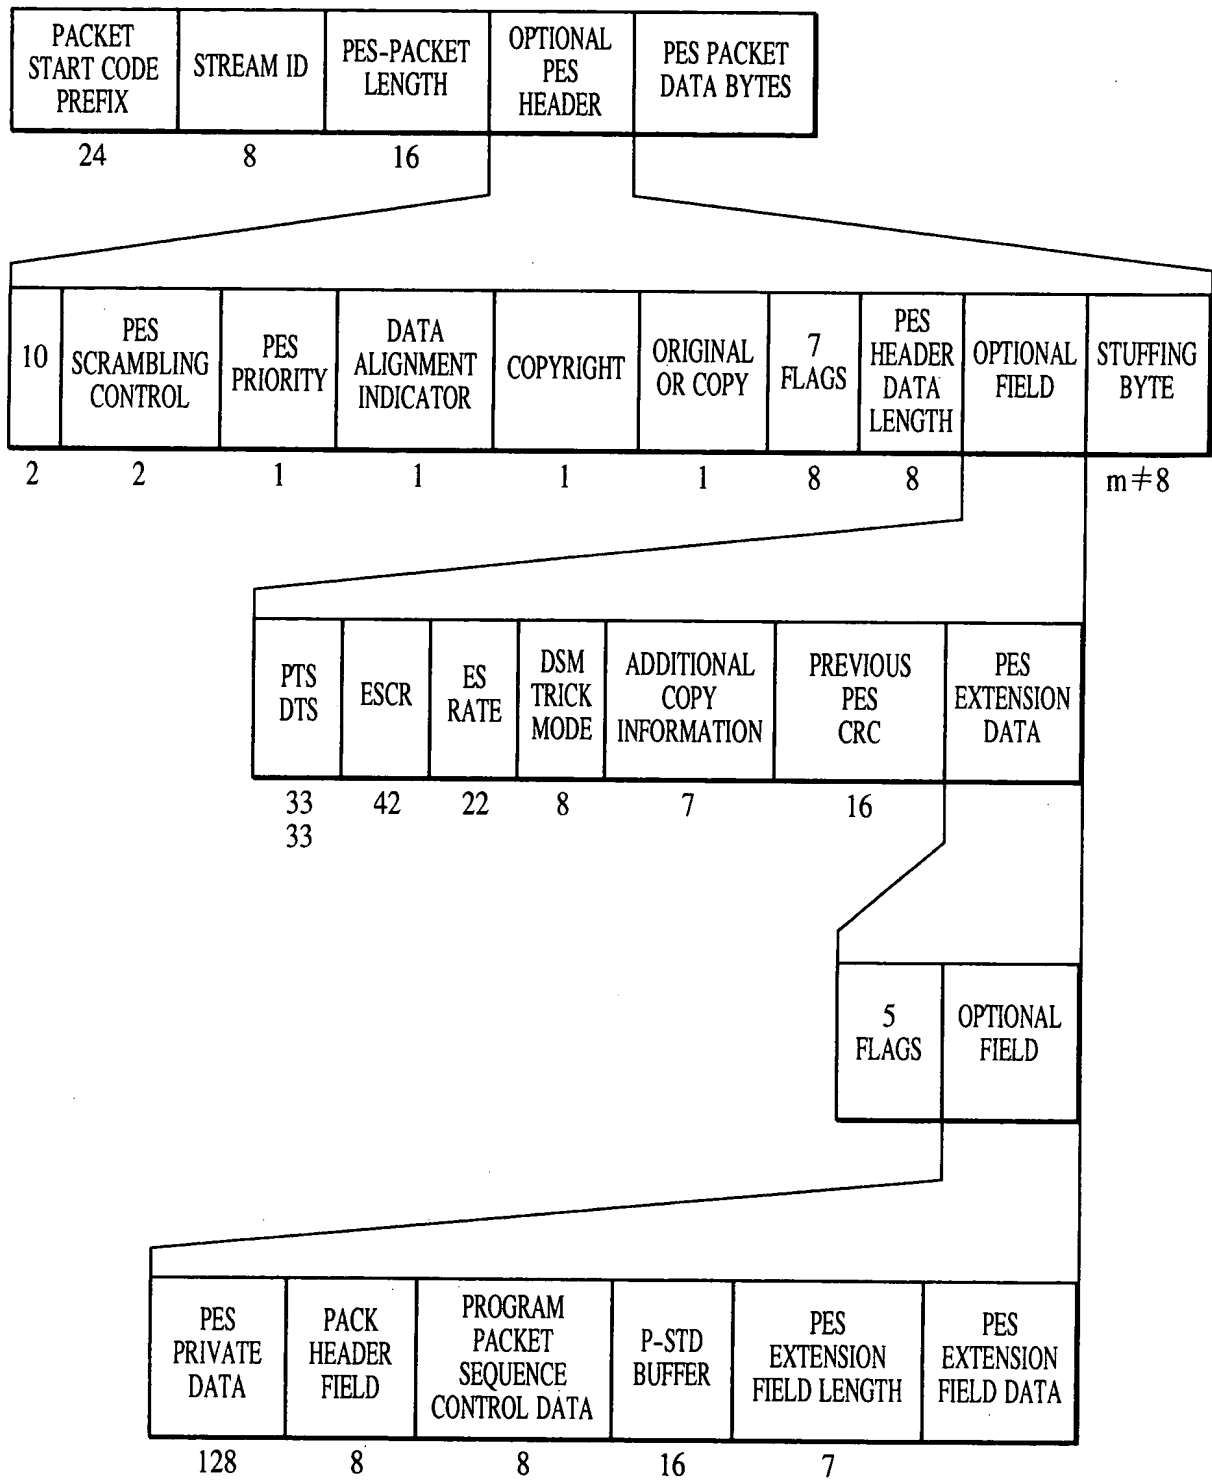 PACKET
START CODE
PREFIX
STREAM ID
PES-PACKET
LENGTH
OPTIONAL
PES
HEADER
PES PACKET
DATA BYTES
24
8
16
10
PES
SCRAMBLING
CONTROL
PES
PRIORITY
DATA
ALIGNMENT
INDICATOR
COPYRIGHT
ORIGINAL
OR COPY
7
FLAGS
PES
HEADER
DATA
LENGTH
OPTIONAL
FIELD
STUFFING
BYTE
2
2
1
1
1
1
8
8
m≠8
PTS
DTS
ESCR
ES
RATE
DSM
TRICK
MODE
ADDITIONAL
COPY
INFORMATION
PREVIOUS
PES
CRC
PES
EXTENSION
DATA
33
33
42
22
8
7
16
5
FLAGS
OPTIONAL
FIELD
PES
PRIVATE
DATA
PACK
HEADER
FIELD
PROGRAM
PACKET
SEQUENCE
CONTROL DATA
P-STD
BUFFER
PES
EXTENSION
FIELD LENGTH
PES
EXTENSION
FIELD DATA
128
8
8
16
7